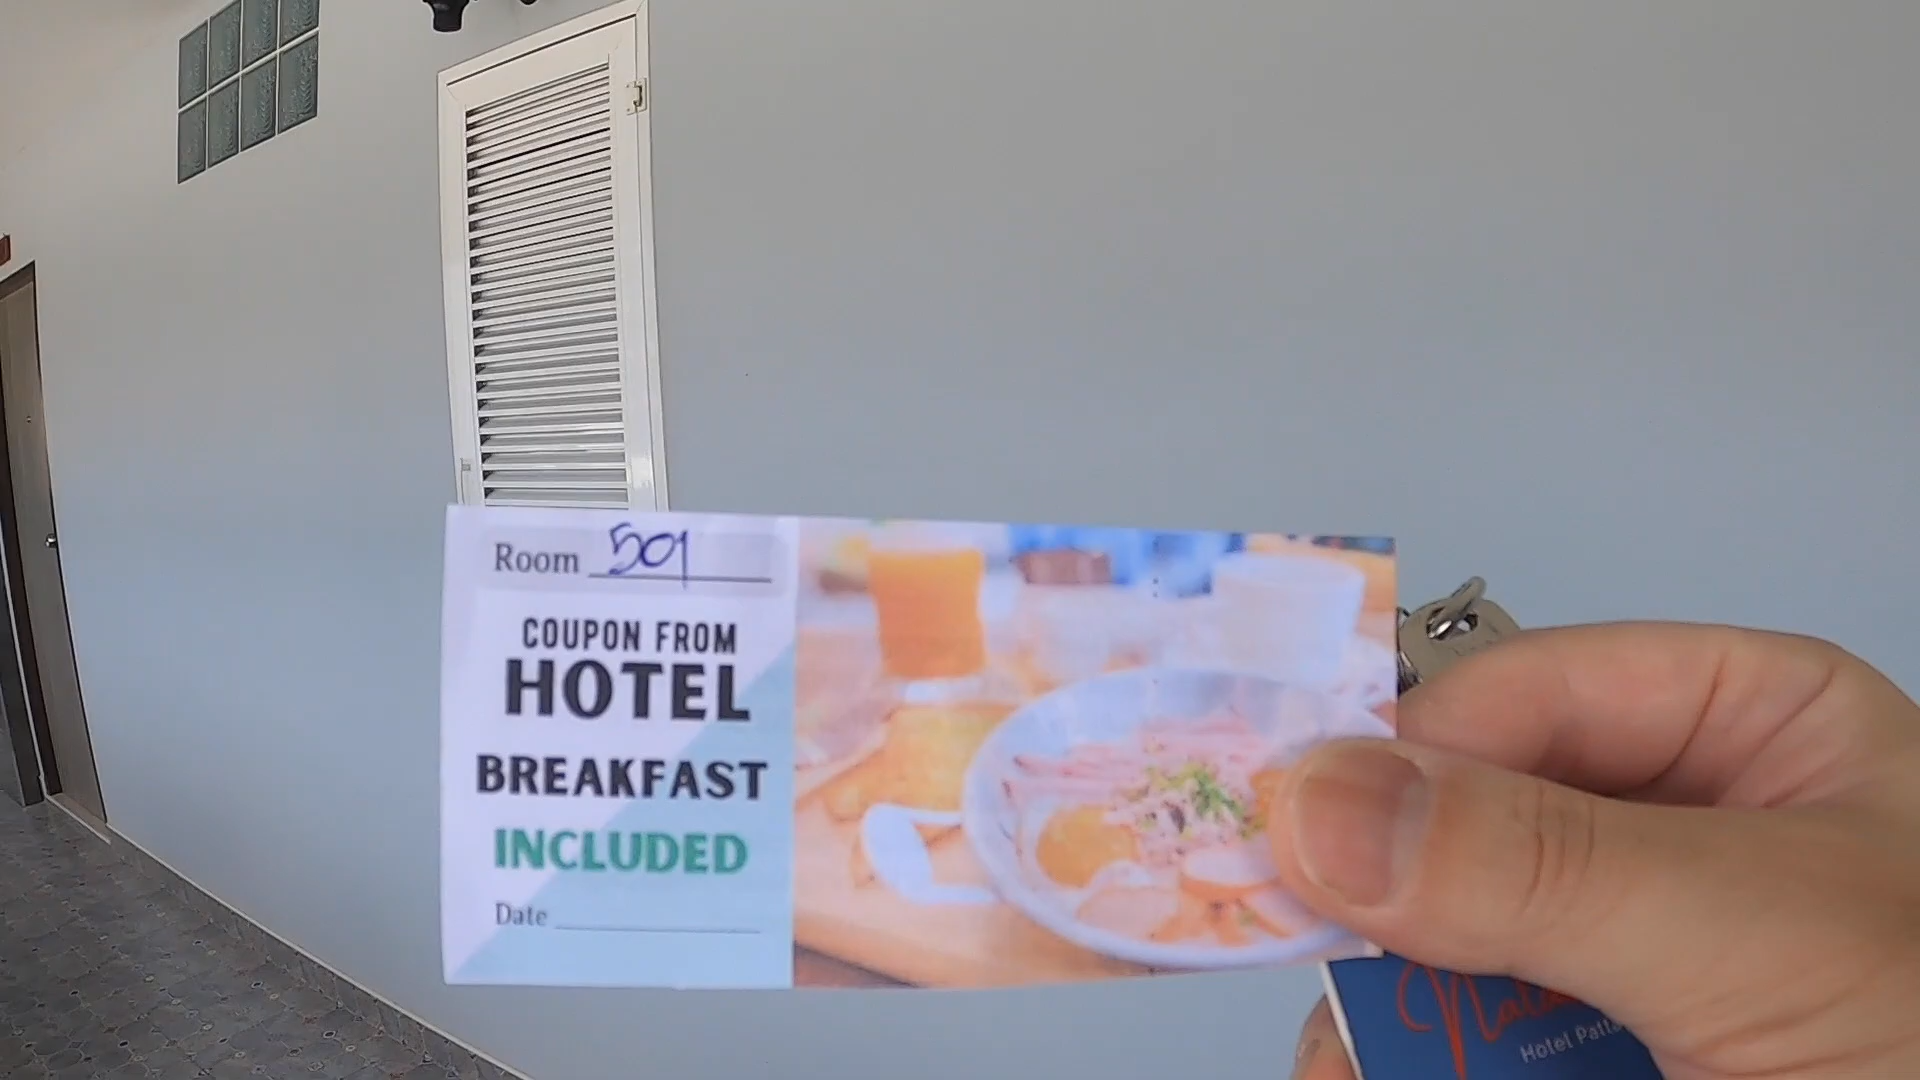 Room 501
COUPON FROM
HOTEL
BREAKFAST
INCLUDED
Date
Hotel